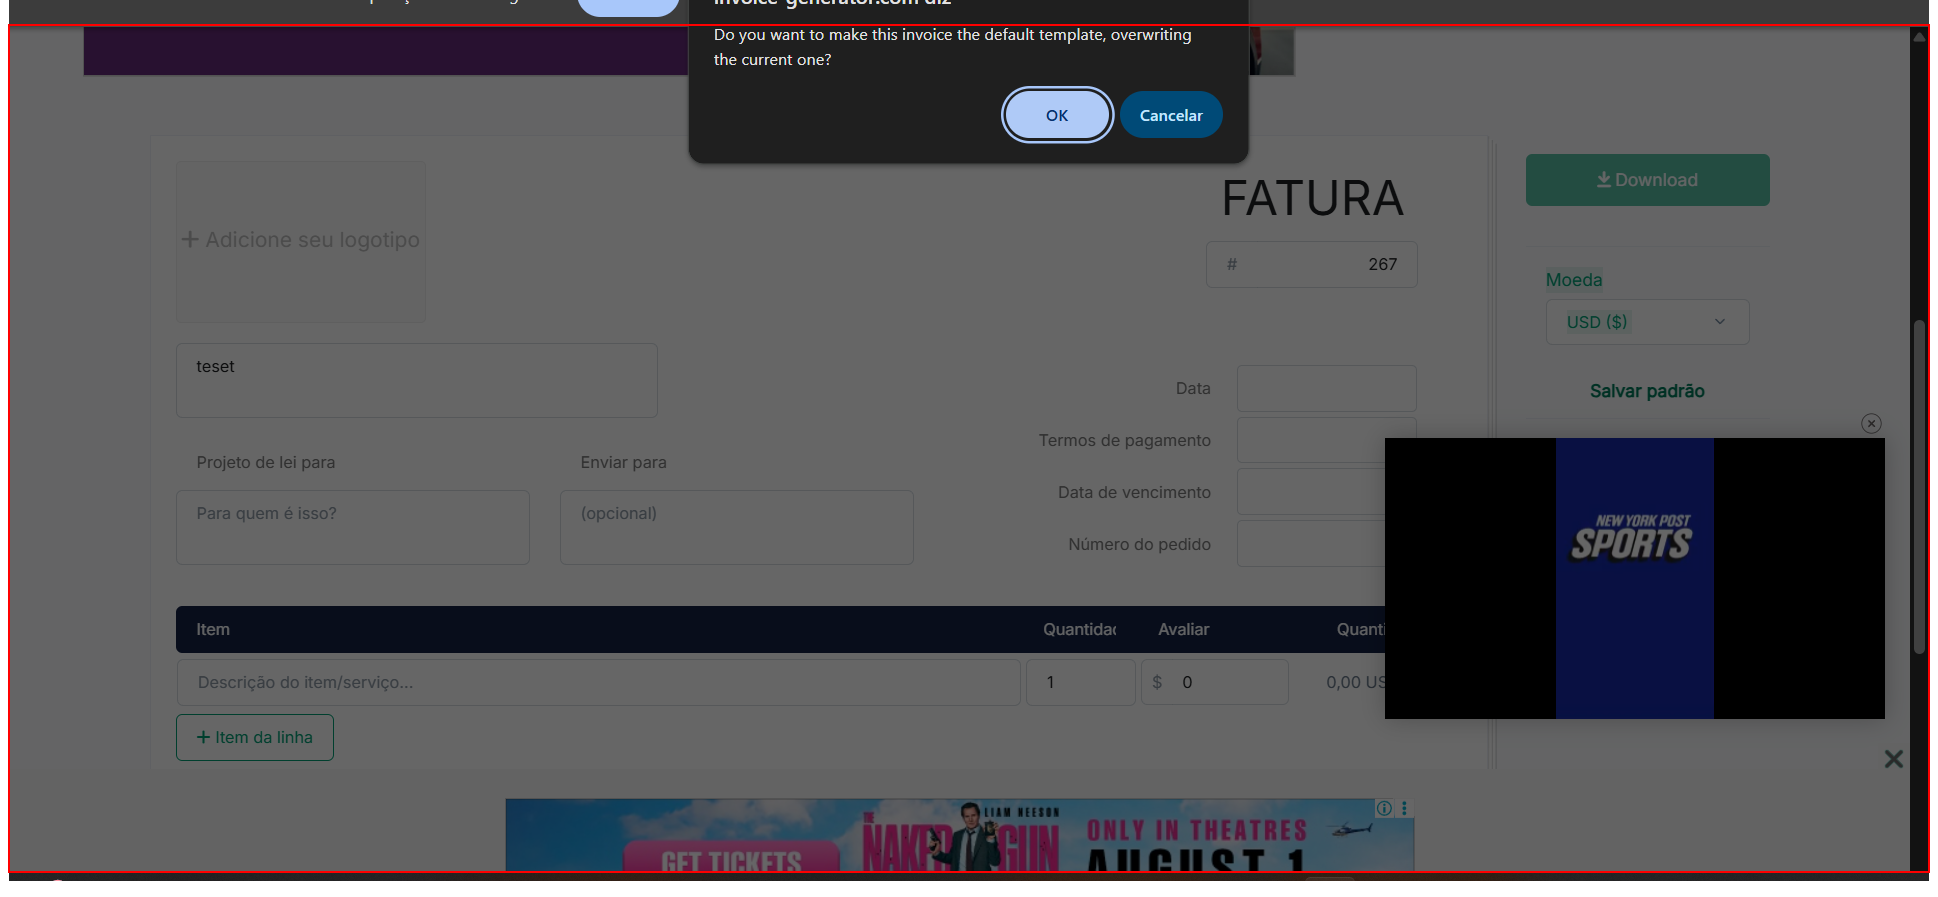 invoice-generator.com diz
Do you want to make this invoice the default template, overwriting
the current one?
OK
Cancelar
FATURA
Download
+ Adicione seu logotipo
# 267
Moeda
USD ($)
teset
Data
Salvar padrão
Termos de pagamento
Projeto de lei para
Enviar para
Data de vencimento
Para quem é isso?
(opcional)
Número do pedido
NEW YORK POST
SPORTS
Item
Quantidad
Avaliar
Quanti
Descrição do item/serviço...
1
$ 0
0,00 US
+ Item da linha
LIAM NEESON
THE
NAKED GUN
ONLY IN THEATRES
GET TICKETS
AUGUST 1